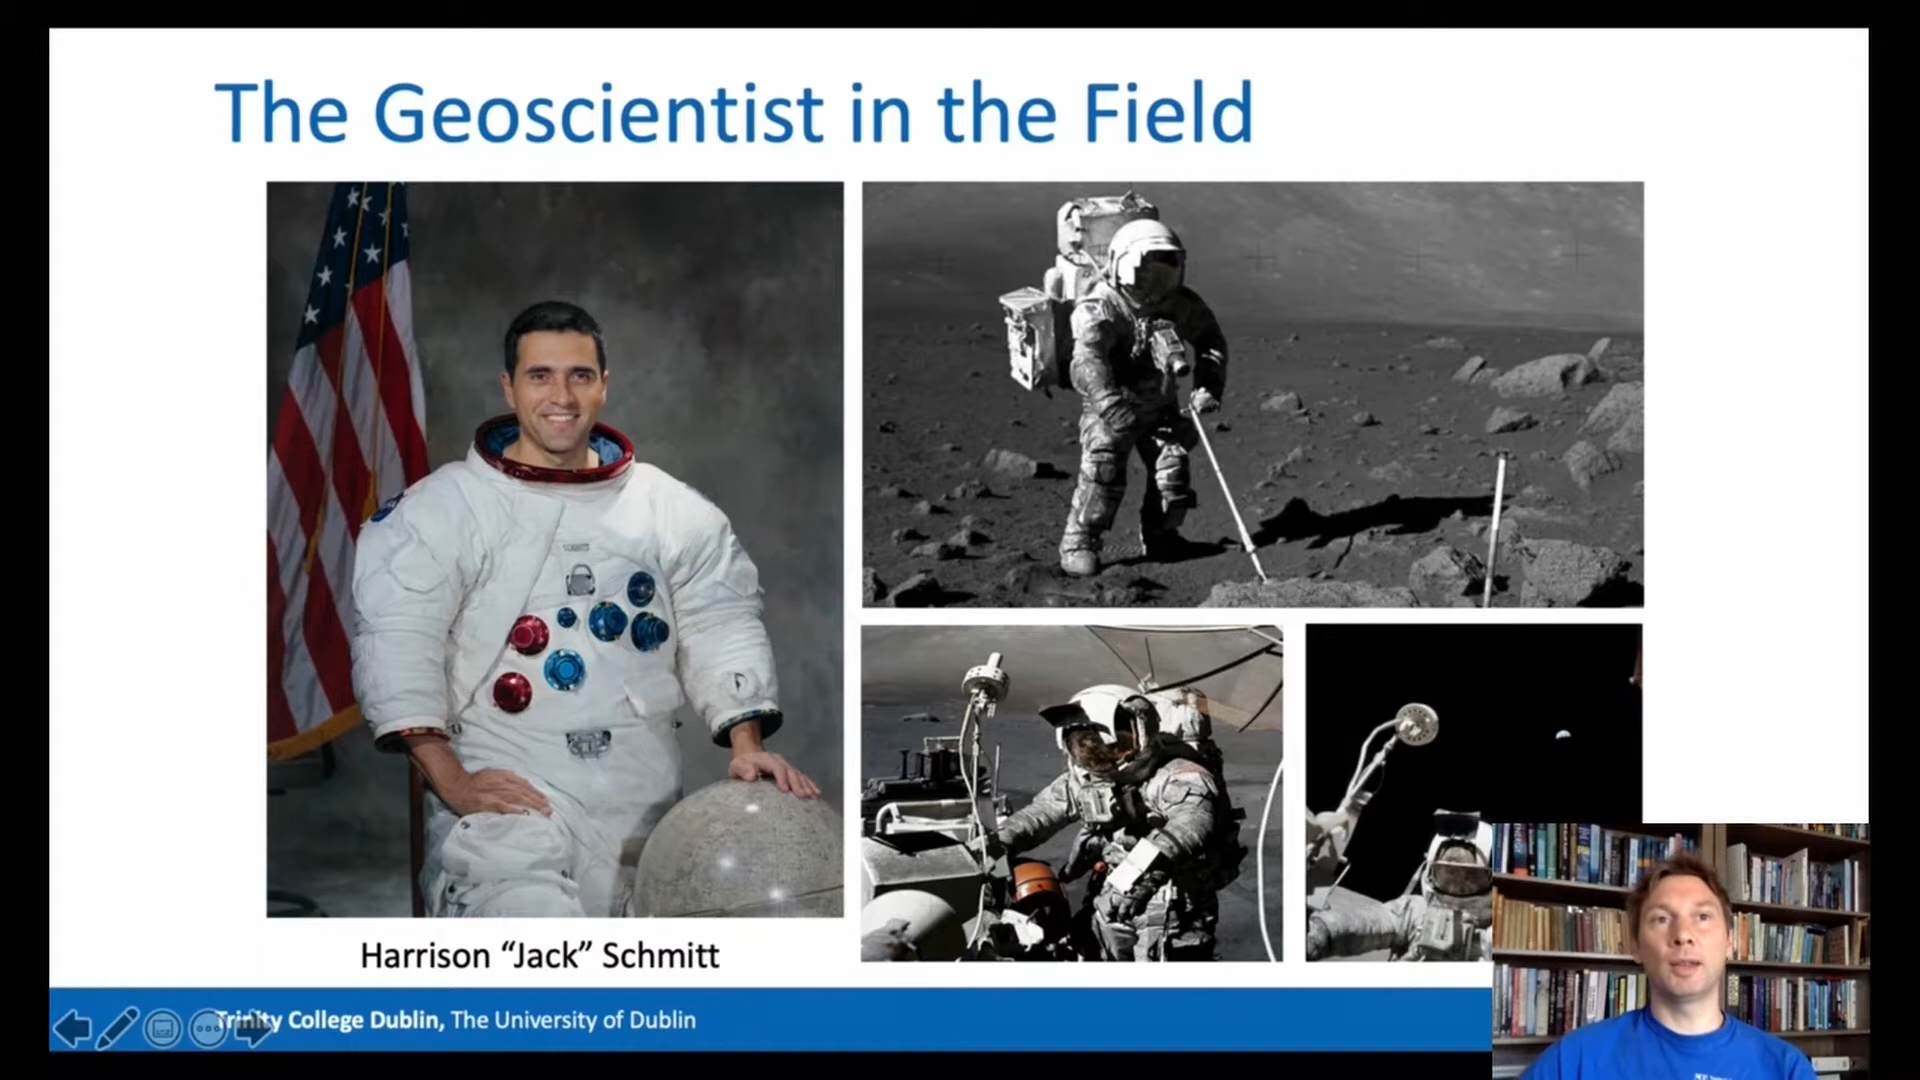 The Geoscientist in the Field
Harrison “Jack” Schmitt
Trinity College Dublin, The University of Dublin